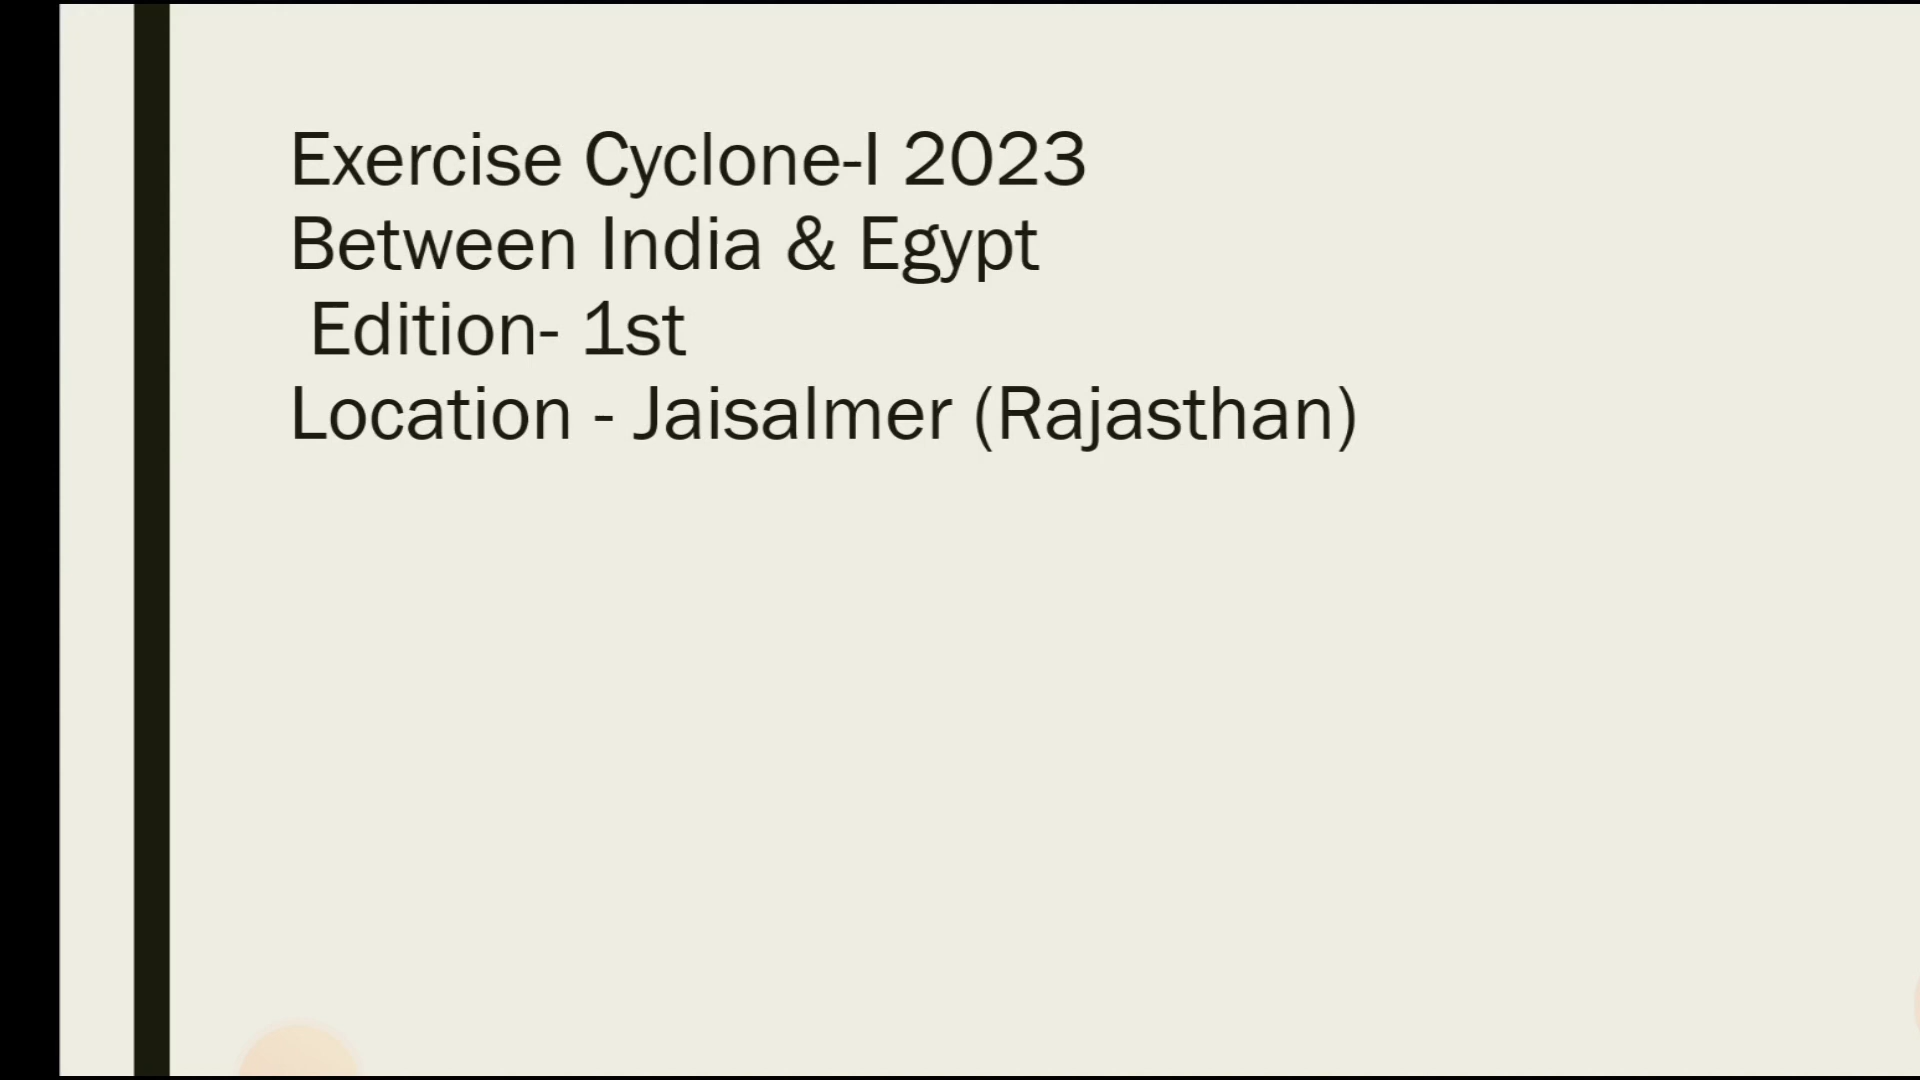 Exercise Cyclone-I 2023
Between India & Egypt
Edition- 1st
Location - Jaisalmer (Rajasthan)